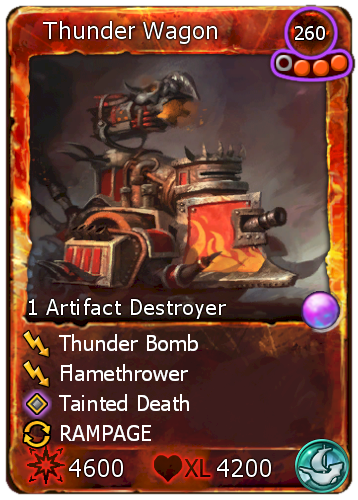 Thunder Wagon
260
1 Artifact Destroyer
Thunder Bomb
Flamethrower
Tainted Death
RAMPAGE
4600 XL 4200